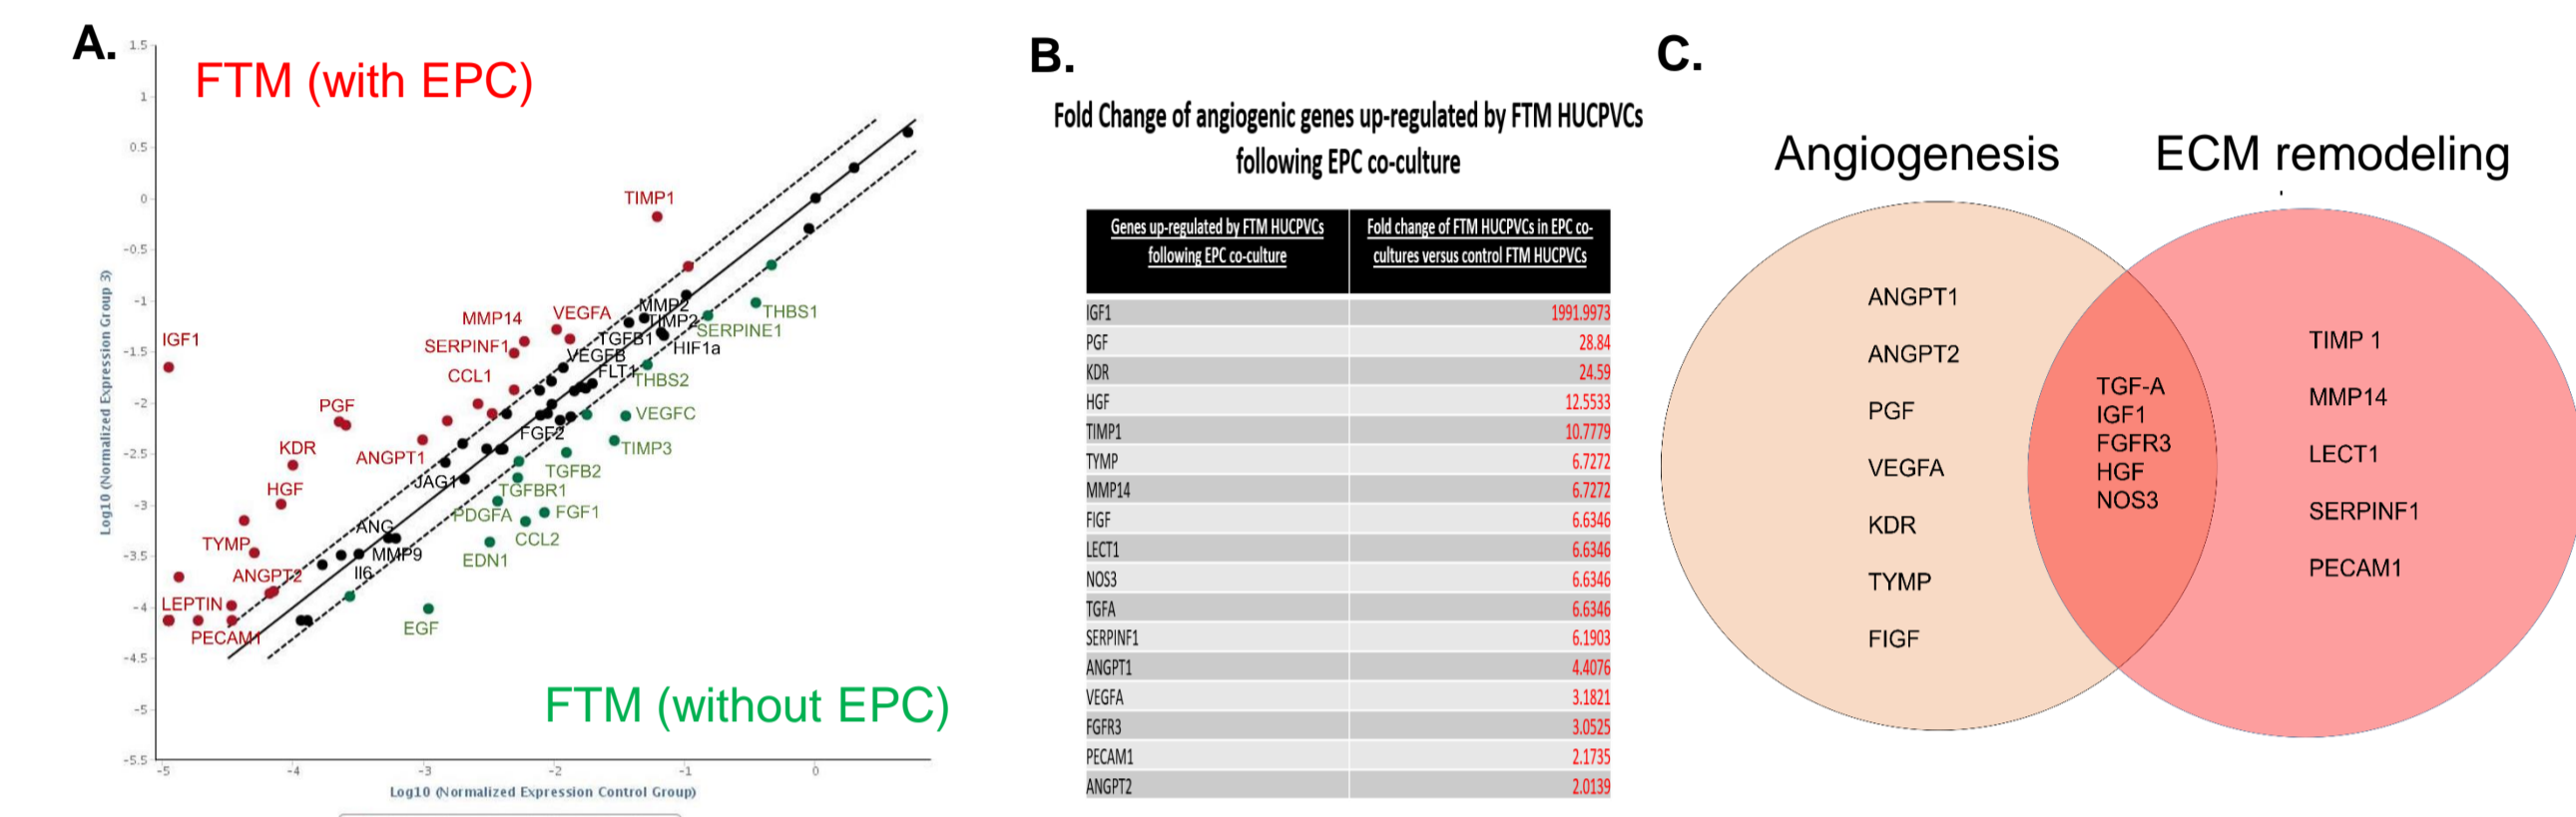 A.
FTM (with EPC)
1.5
1
0.5
0
-0.5
-1
-1.5
-2
-2.5
-3
-3.5
-4
-4.5
-5
-5.5
Log10 (Normalized Expression Group 3)
TIMP1
IGF1
MMP14
VEGFA
MMP2
TIMP2
THBS1
SERPINE1
SERPINF1
TGFB1
HIF1a
VEGFB
CCL1
FLT1
THBS2
PGF
VEGFC
FGF2
KDR
ANGPT1
TIMP3
TGFB2
JAG1
HGF
TGFBR1
PDGFA
FGF1
ANG
TYMP
MMP9
CCL2
EDN1
Il6
ANGPT2
LEPTIN
EGF
PECAM1
FTM (without EPC)
-5
-4
-3
-2
-1
0
Log10 (Normalized Expression Control Group)
B.
Fold Change of angiogenic genes up-regulated by FTM HUCPVCs
following EPC co-culture
Genes up-regulated by FTM HUCPVCs
following EPC co-culture
Fold change of FTM HUCPVCs in EPC co-
cultures versus control FTM HUCPVCs
IGF1 1991.9973
PGF 28.84
KDR 24.59
HGF 12.5533
TIMP1 10.7779
TYMP 6.7272
MMP14 6.7272
FIGF 6.6346
LECT1 6.6346
NOS3 6.6346
TGFA 6.6346
SERPINF1 6.1903
ANGPT1 4.4076
VEGFA 3.1821
FGFR3 3.0525
PECAM1 2.1735
ANGPT2 2.0139
C.
Angiogenesis
ECM remodeling
ANGPT1
ANGPT2
PGF
VEGFA
KDR
TYMP
FIGF
TGF-A
IGF1
FGFR3
HGF
NOS3
TIMP 1
MMP14
LECT1
SERPINF1
PECAM1